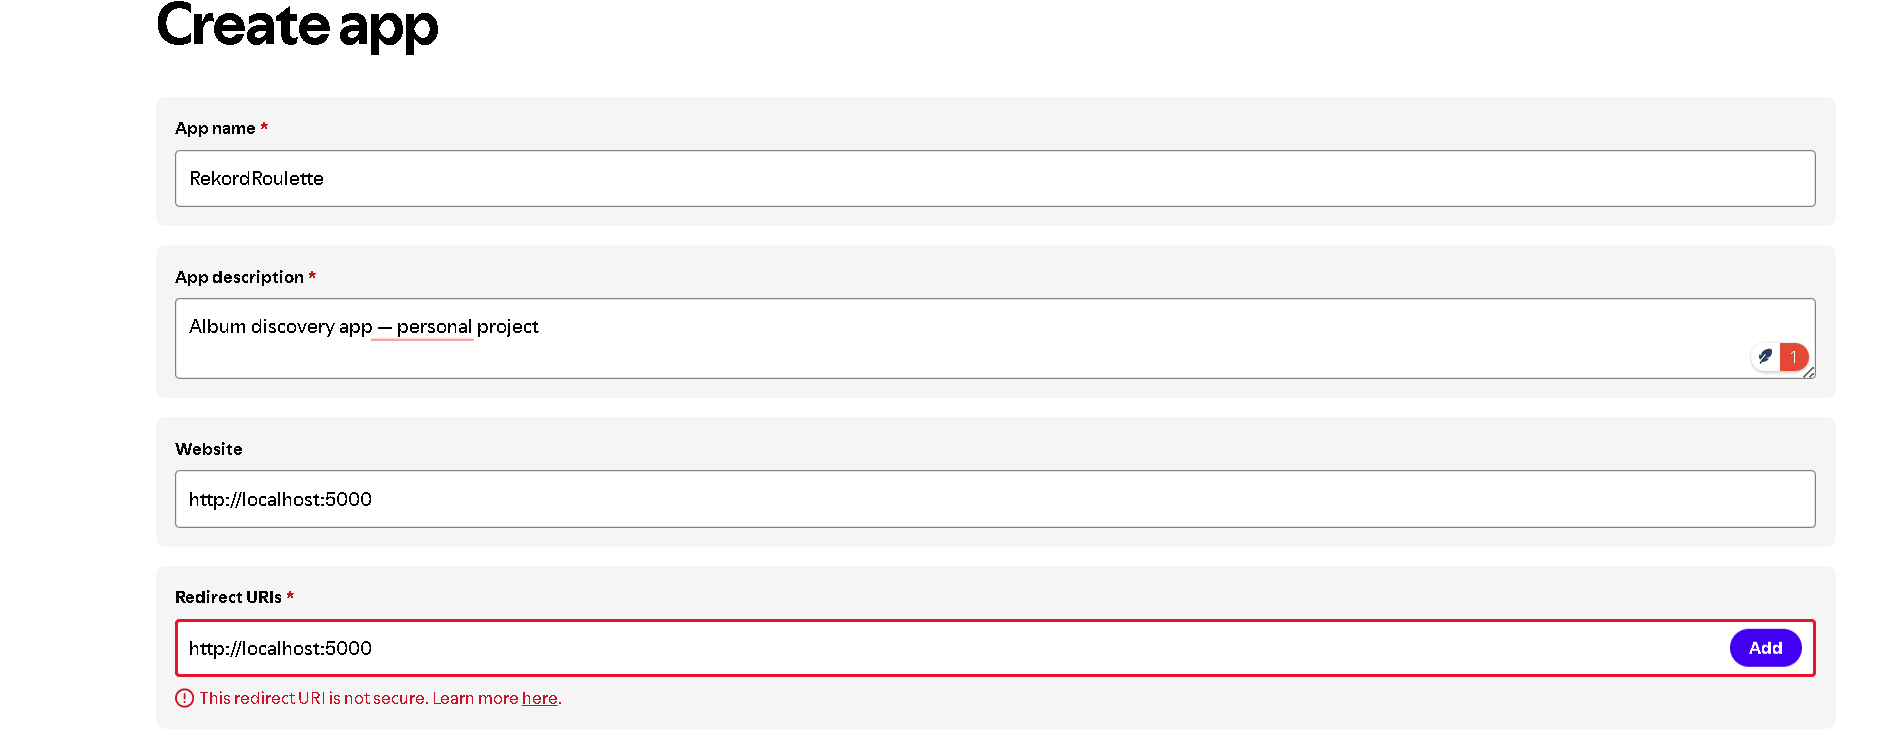 Create app
App name *
RekordRoulette
App description *
Album discovery app — personal project
1
Website
http://localhost:5000
Redirect URIs *
http://localhost:5000
Add
This redirect URI is not secure. Learn more here.